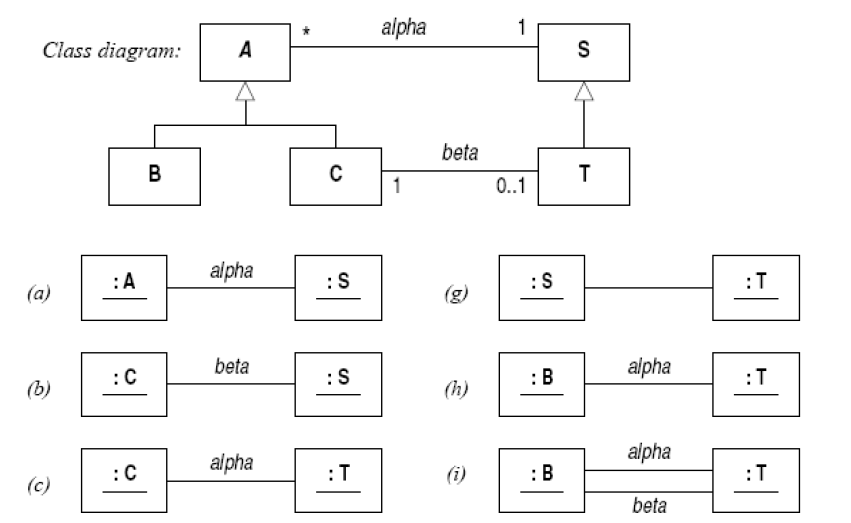 Class diagram:
A
*
alpha
1
S
B
C
beta
1
0..1
T
(a)
: A
alpha
: S
(g)
: S
: T
(b)
: C
beta
: S
(h)
: B
alpha
: T
(c)
: C
alpha
: T
(i)
: B
alpha
beta
: T